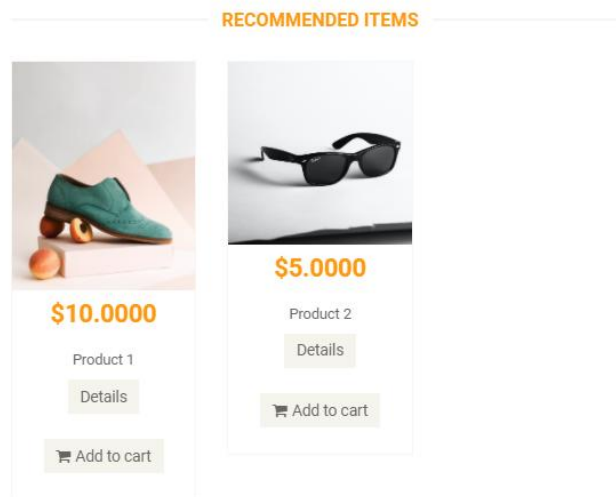 RECOMMENDED ITEMS
$10.0000
Product 1
Details
Add to cart
$5.0000
Product 2
Details
Add to cart